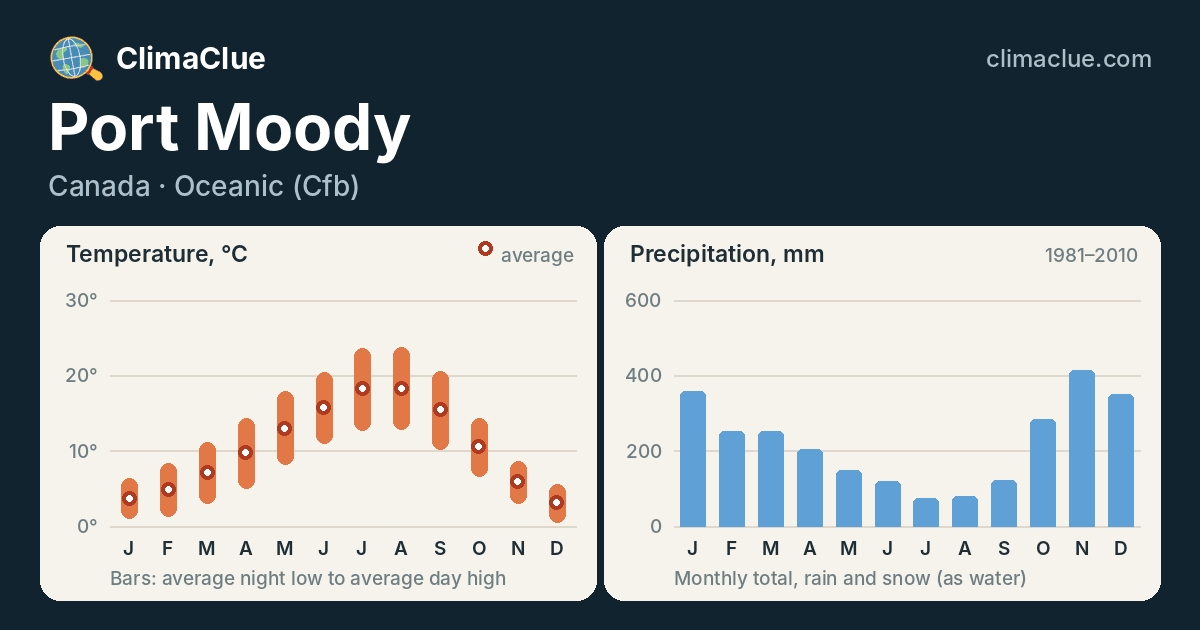 ClimaClue
climaclue.com
Port Moody
Canada · Oceanic (Cfb)
Temperature, °C
average
30°
20°
10°
0°
J F M A M J J A S O N D
Bars: average night low to average day high
Precipitation, mm
1981–2010
600
400
200
0
J F M A M J J A S O N D
Monthly total, rain and snow (as water)